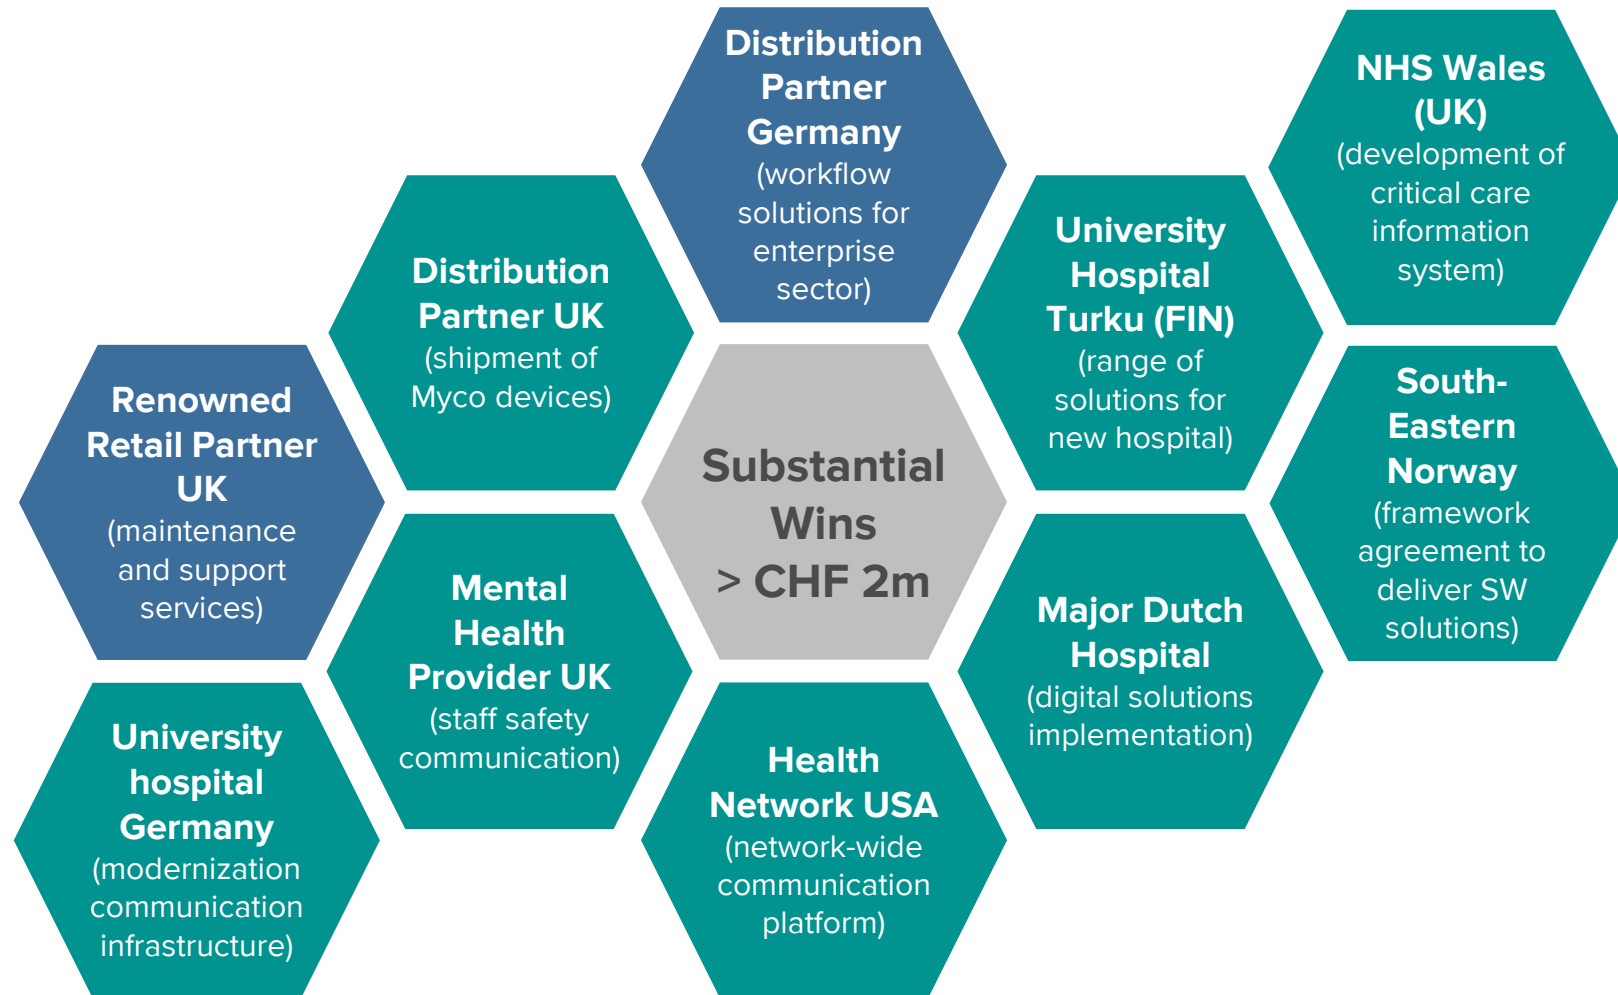 Distribution
Partner
Germany
(workflow
solutions for
enterprise
sector)
NHS Wales
(UK)
(development of
critical care
information
system)
Distribution
Partner UK
(shipment of
Myco devices)
University
Hospital
Turku (FIN)
(range of
solutions for
new hospital)
Renowned
Retail Partner
UK
(maintenance
and support
services)
Substantial
Wins
> CHF 2m
South-
Eastern
Norway
(framework
agreement to
deliver SW
solutions)
Mental
Health
Provider UK
(staff safety
communication)
Major Dutch
Hospital
(digital solutions
implementation)
University
hospital
Germany
(modernization
communication
infrastructure)
Health
Network USA
(network-wide
communication
platform)